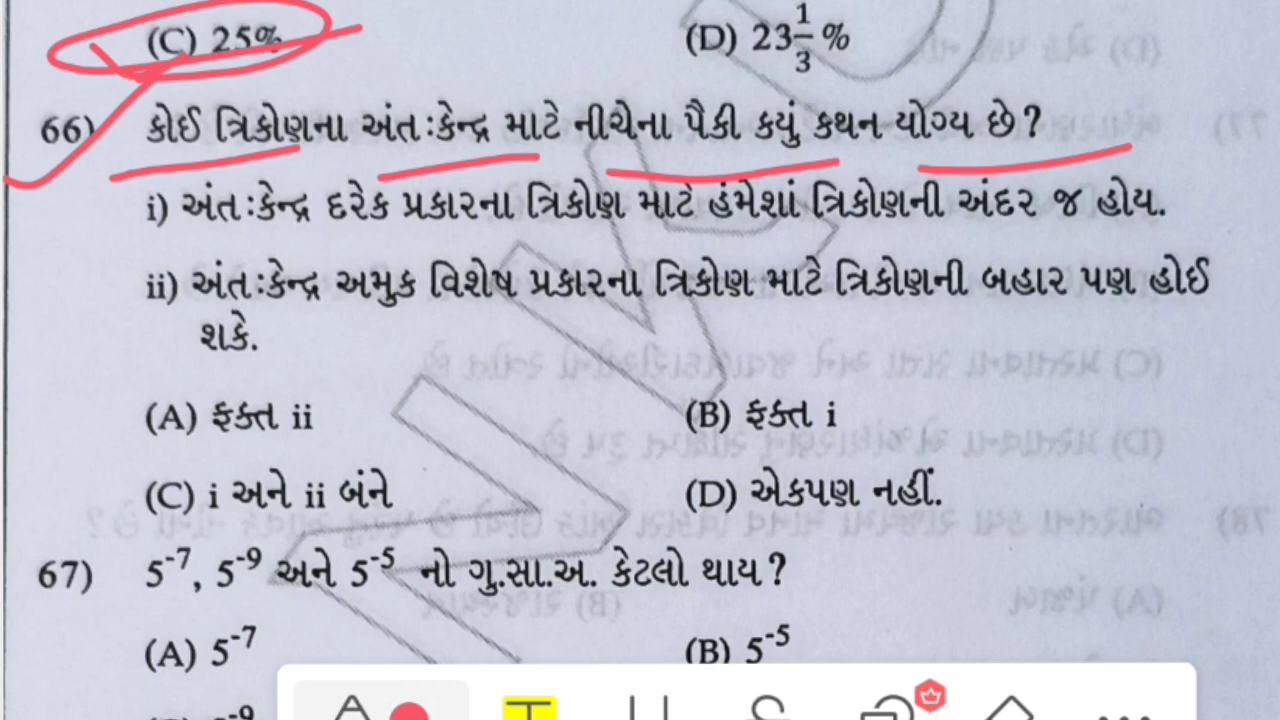 (C) 25% (D) 23 1/3 %
66) કોઈ ત્રિકોણના અંતઃકેન્દ્ર માટે નીચેના પૈકી કયું કથન યોગ્ય છે?
i) અંતઃકેન્દ્ર દરેક પ્રકારના ત્રિકોણ માટે હંમેશાં ત્રિકોણની અંદર જ હોય.
ii) અંતઃકેન્દ્ર અમુક વિશેષ પ્રકારના ત્રિકોણ માટે ત્રિકોણની બહાર પણ હોઈ
શકે.
(A) ફક્ત ii (B) ફક્ત i
(C) i અને ii બંને (D) એકપણ નહીં.
67) 5⁻⁷, 5⁻⁹ અને 5⁻⁵ નો ગુ.સા.અ. કેટલો થાય?
(A) 5⁻⁷ (B) 5⁻⁵